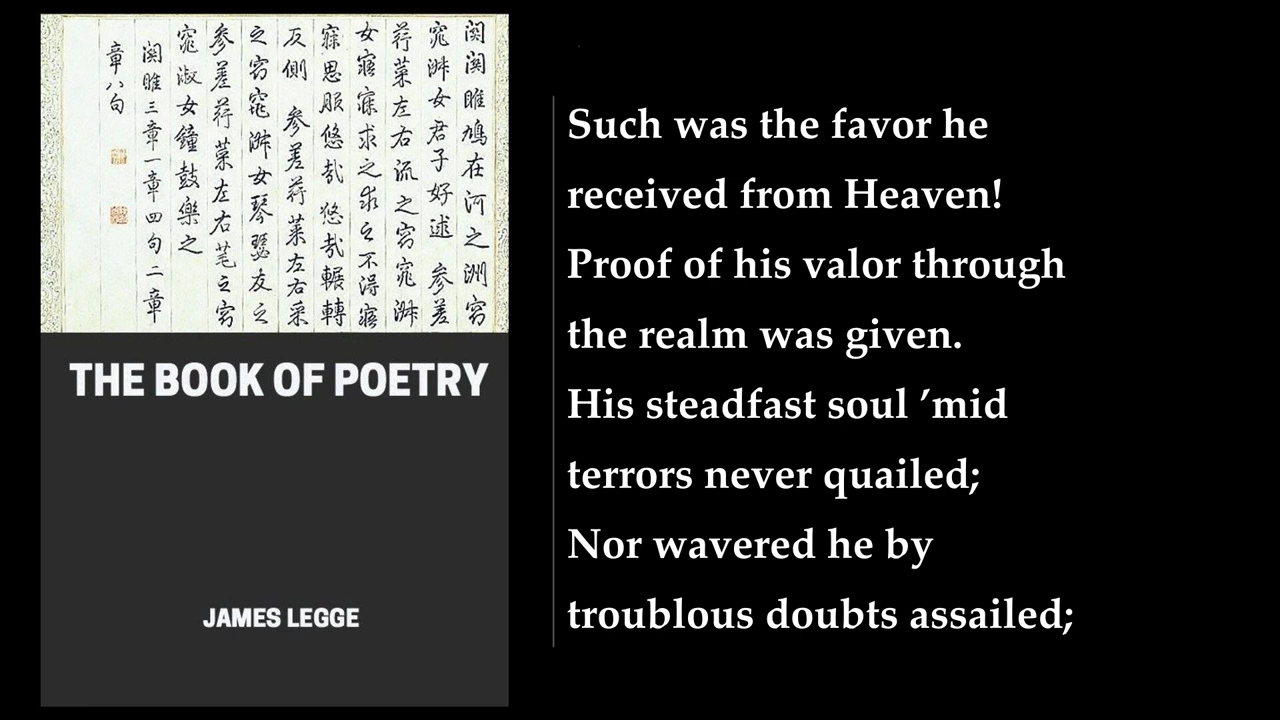 關關雎鳩在河之洲窈
窕淑女君子好逑 參差
荇菜左右流之窈窕淑
女寤寐求之求之不得寤
寐思服悠哉悠哉輾轉
反側 參差荇菜左右采
之窈窕淑女琴瑟友之
參差荇菜左右芼之窈
窕淑女鐘鼓樂之
關雎三章一章四句二章
章八句
THE BOOK OF POETRY
JAMES LEGGE
Such was the favor he
received from Heaven!
Proof of his valor through
the realm was given.
His steadfast soul ’mid
terrors never quailed;
Nor wavered he by
troublous doubts assailed;